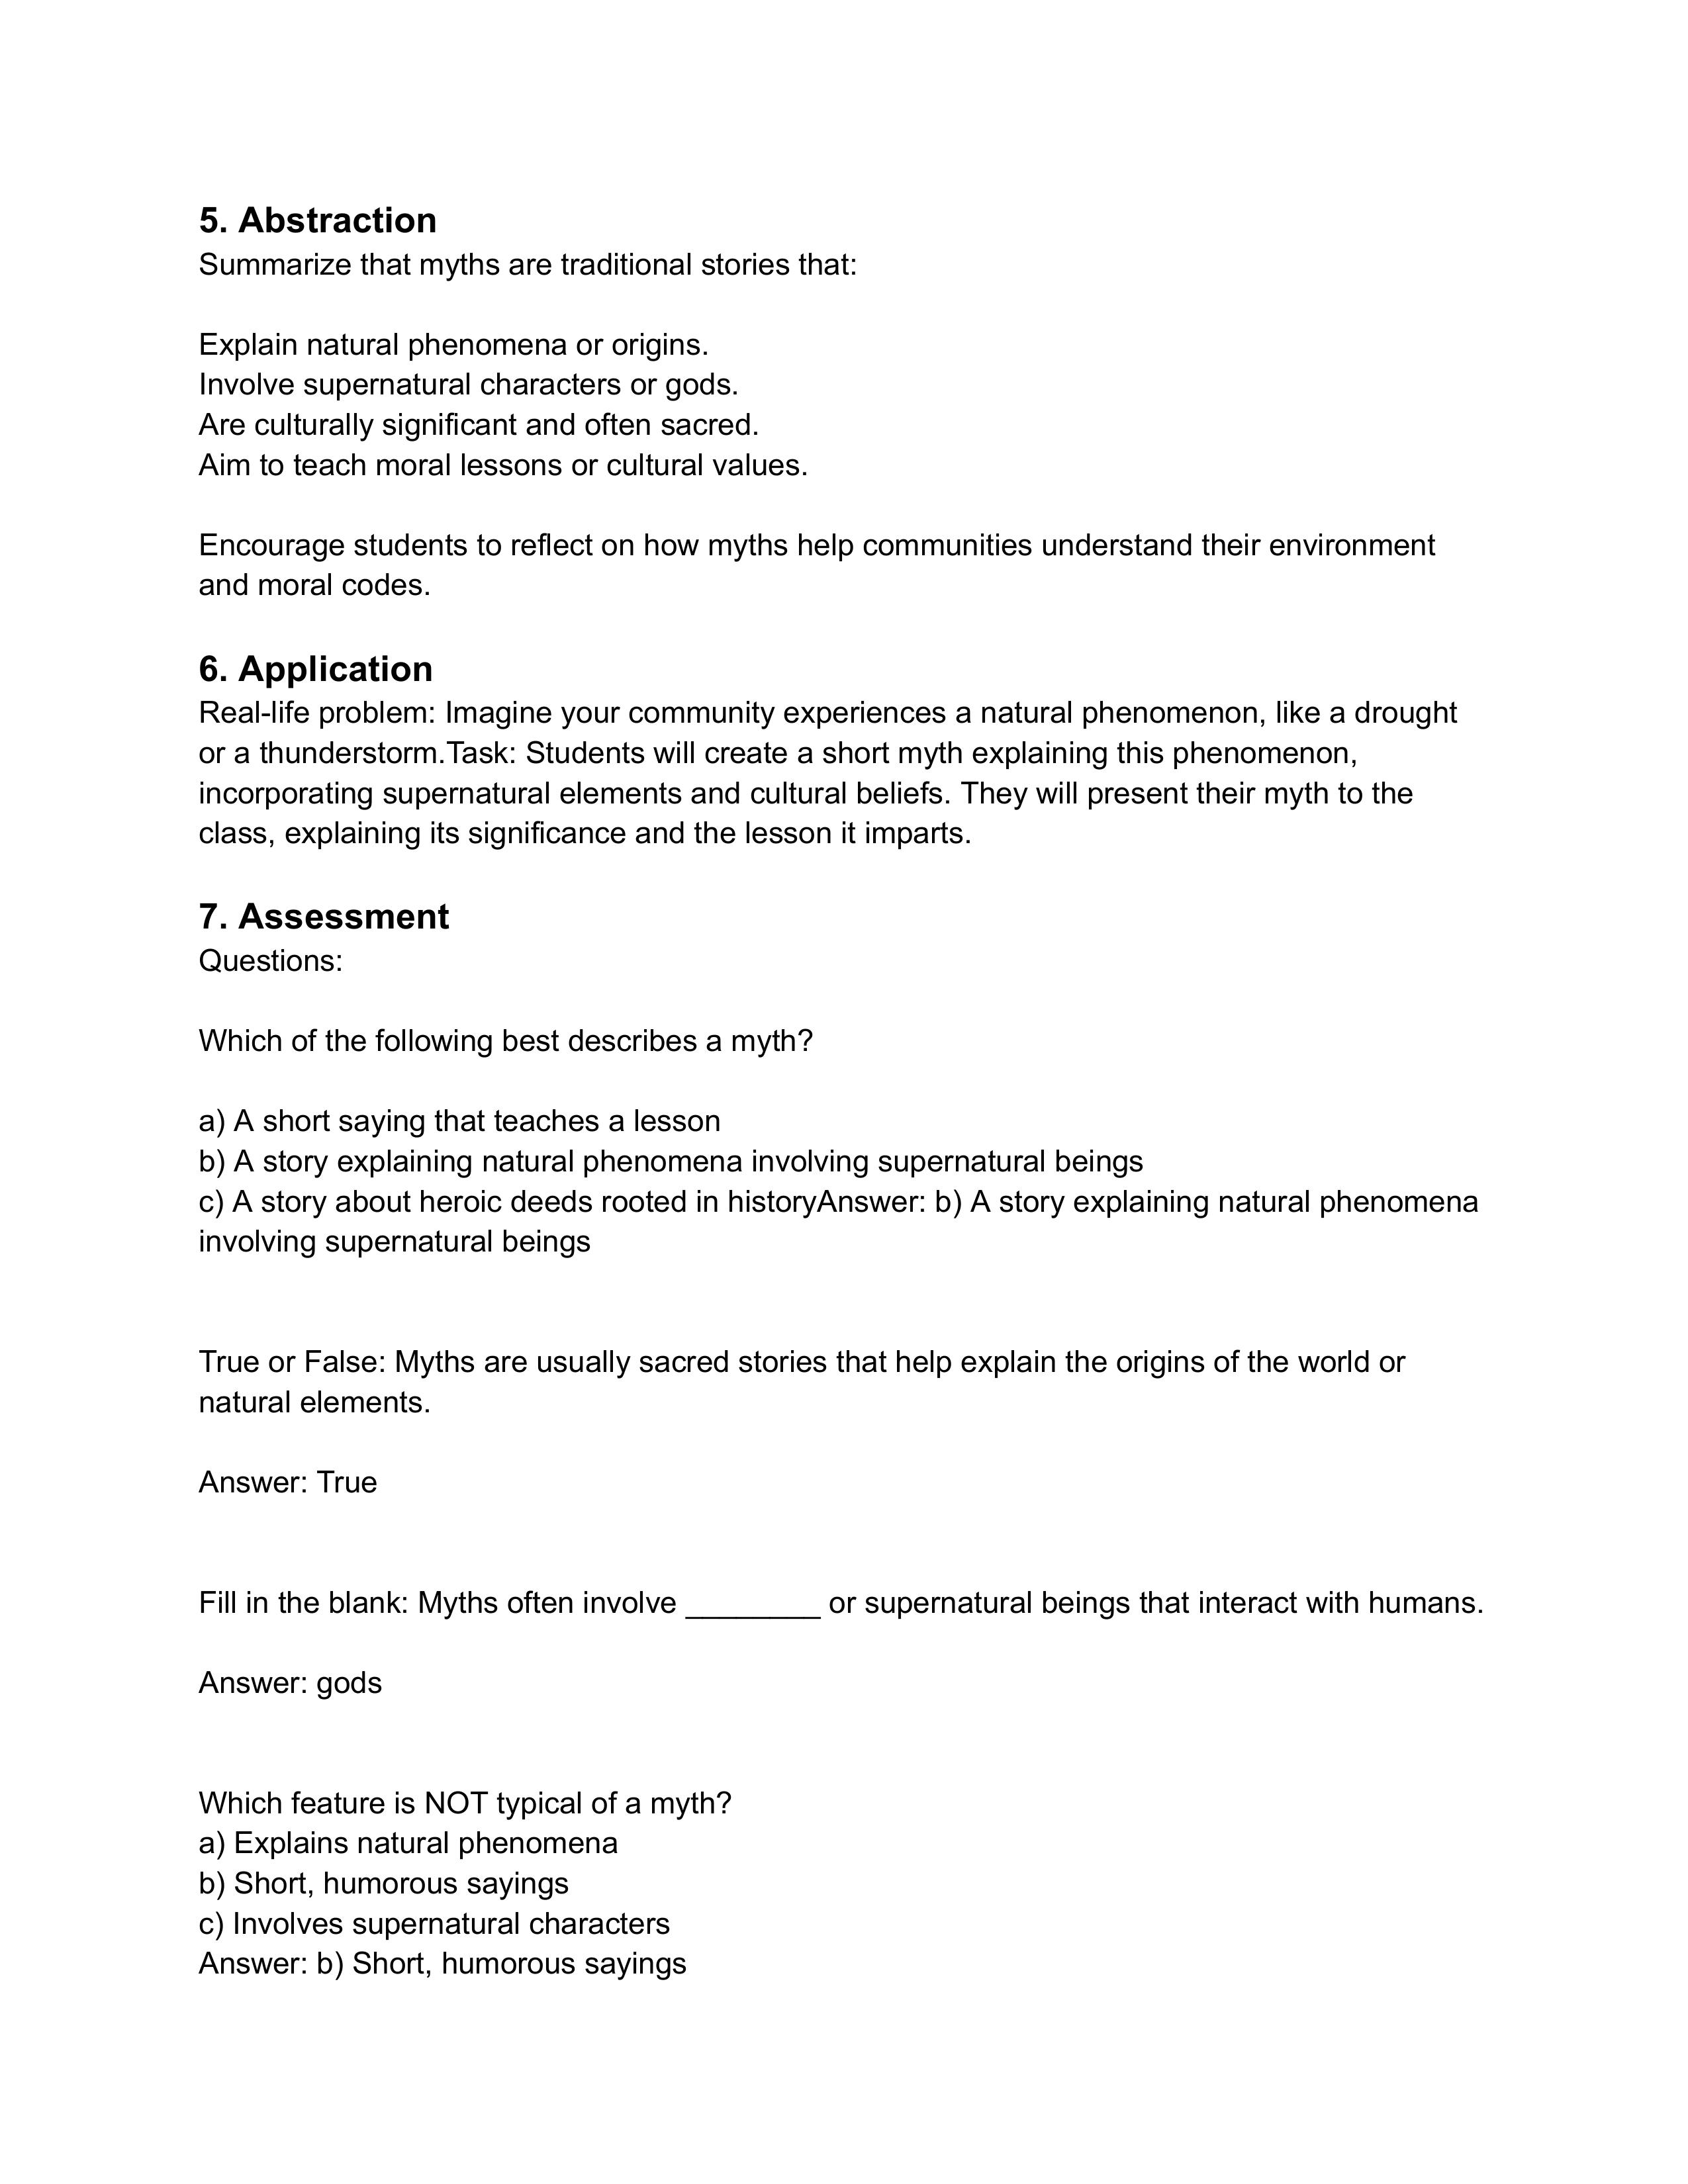 5. Abstraction
Summarize that myths are traditional stories that:
Explain natural phenomena or origins.
Involve supernatural characters or gods.
Are culturally significant and often sacred.
Aim to teach moral lessons or cultural values.
Encourage students to reflect on how myths help communities understand their environment
and moral codes.
6. Application
Real-life problem: Imagine your community experiences a natural phenomenon, like a drought
or a thunderstorm.Task: Students will create a short myth explaining this phenomenon,
incorporating supernatural elements and cultural beliefs. They will present their myth to the
class, explaining its significance and the lesson it imparts.
7. Assessment
Questions:
Which of the following best describes a myth?
a) A short saying that teaches a lesson
b) A story explaining natural phenomena involving supernatural beings
c) A story about heroic deeds rooted in historyAnswer: b) A story explaining natural phenomena
involving supernatural beings
True or False: Myths are usually sacred stories that help explain the origins of the world or
natural elements.
Answer: True
Fill in the blank: Myths often involve ________ or supernatural beings that interact with humans.
Answer: gods
Which feature is NOT typical of a myth?
a) Explains natural phenomena
b) Short, humorous sayings
c) Involves supernatural characters
Answer: b) Short, humorous sayings